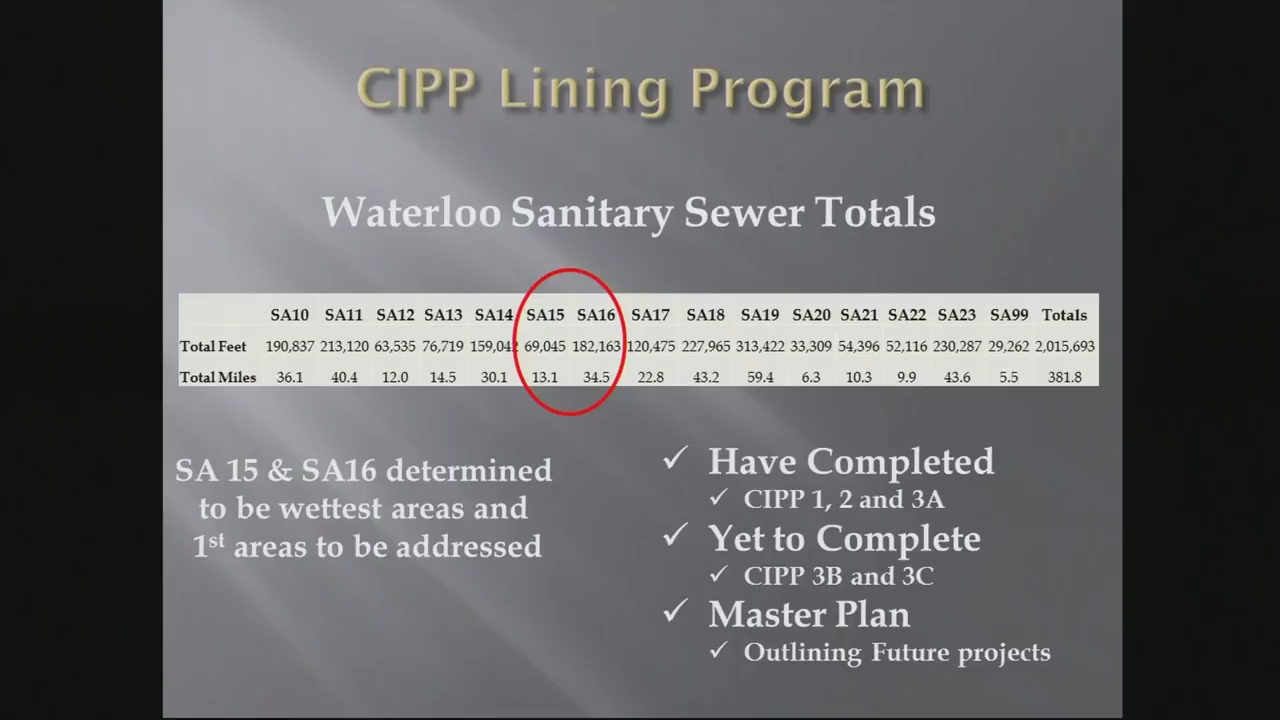 CIPP Lining Program
Waterloo Sanitary Sewer Totals
SA10 SA11 SA12 SA13 SA14 SA15 SA16 SA17 SA18 SA19 SA20 SA21 SA22 SA23 SA99 Totals
Total Feet 190,837 213,120 63,535 76,719 159,042 69,045 182,163 120,475 227,965 313,422 33,309 54,396 52,116 230,287 29,262 2,015,693
Total Miles 36.1 40.4 12.0 14.5 30.1 13.1 34.5 22.8 43.2 59.4 6.3 10.3 9.9 43.6 5.5 381.8
SA 15 & SA16 determined
to be wettest areas and
1st areas to be addressed
✓ Have Completed
✓ CIPP 1, 2 and 3A
✓ Yet to Complete
✓ CIPP 3B and 3C
✓ Master Plan
✓ Outlining Future projects